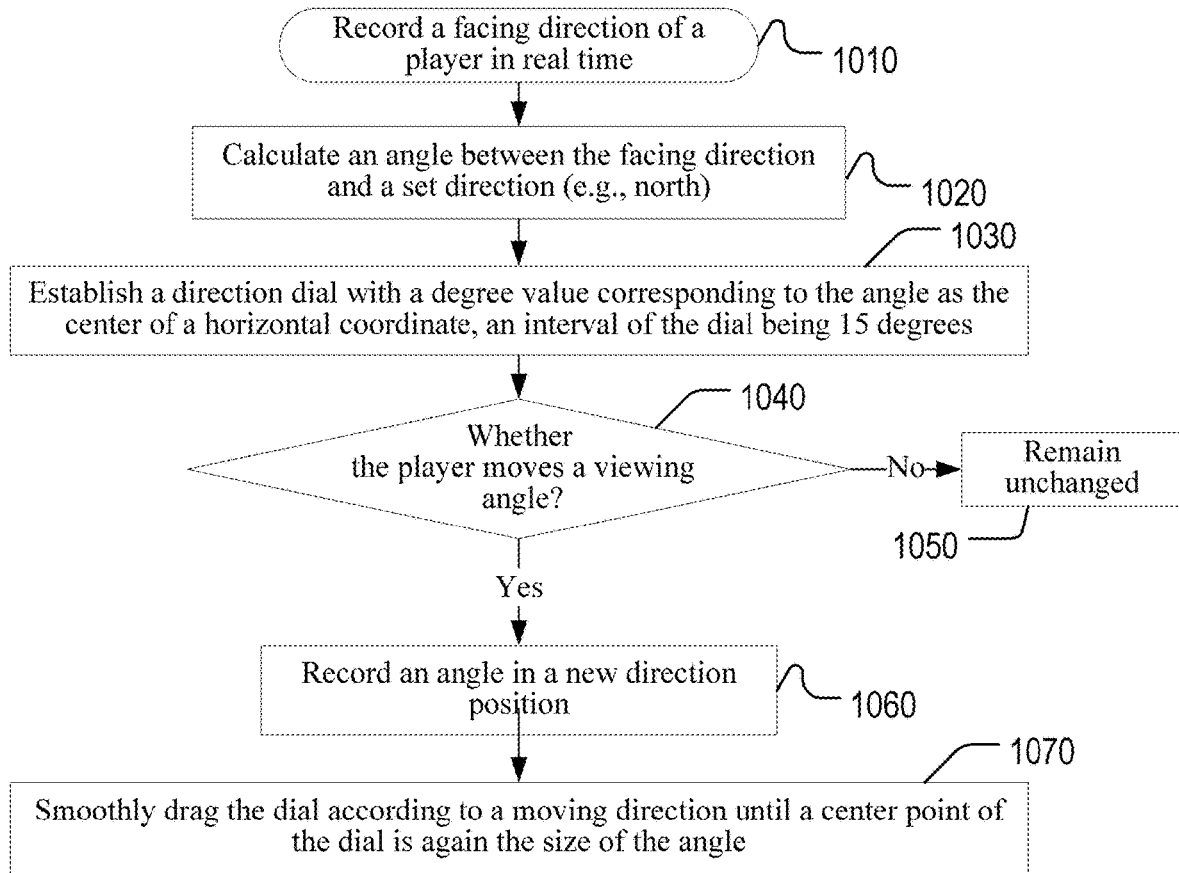 Record a facing direction of a
player in real time
1010
Calculate an angle between the facing direction
and a set direction (e.g., north)
1020
1030
Establish a direction dial with a degree value corresponding to the angle as the
center of a horizontal coordinate, an interval of the dial being 15 degrees
1040
Whether
the player moves a viewing
angle?
No
Remain
unchanged
1050
Yes
Record an angle in a new direction
position
1060
1070
Smoothly drag the dial according to a moving direction until a center point of
the dial is again the size of the angle